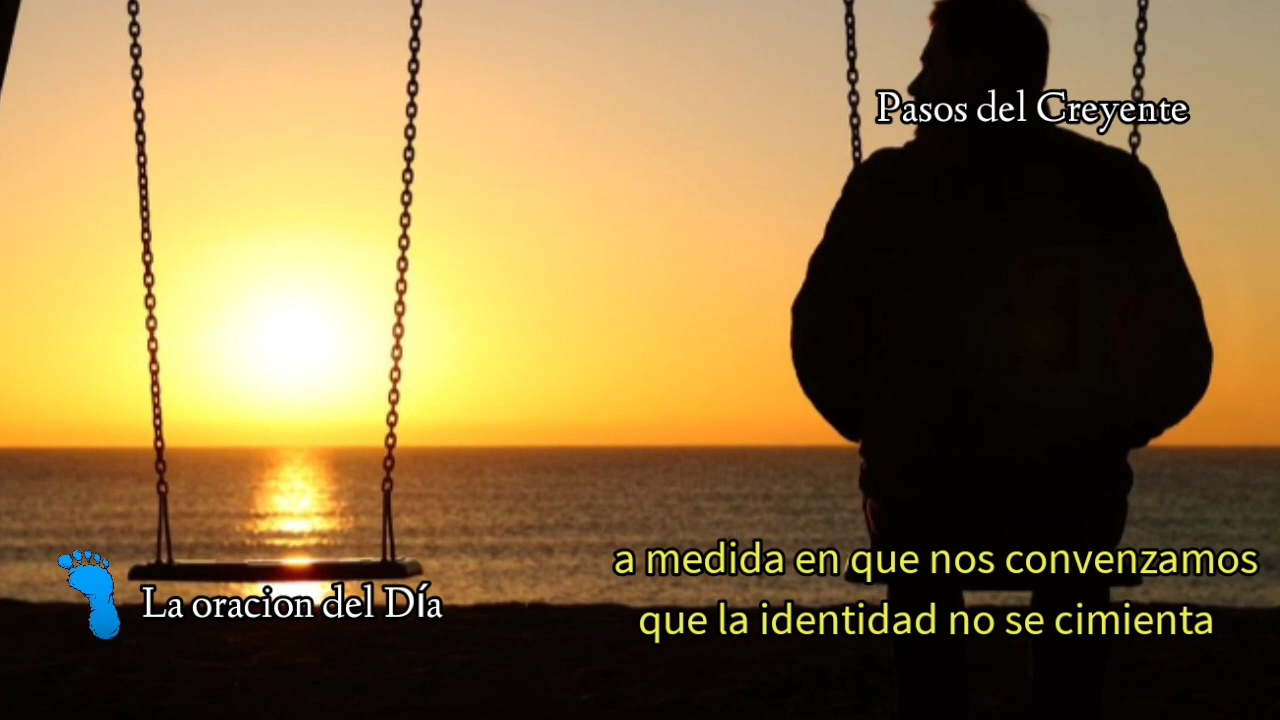 Pasos del Creyente
a medida en que nos convenzamos
que la identidad no se cimienta
La oracion del Día